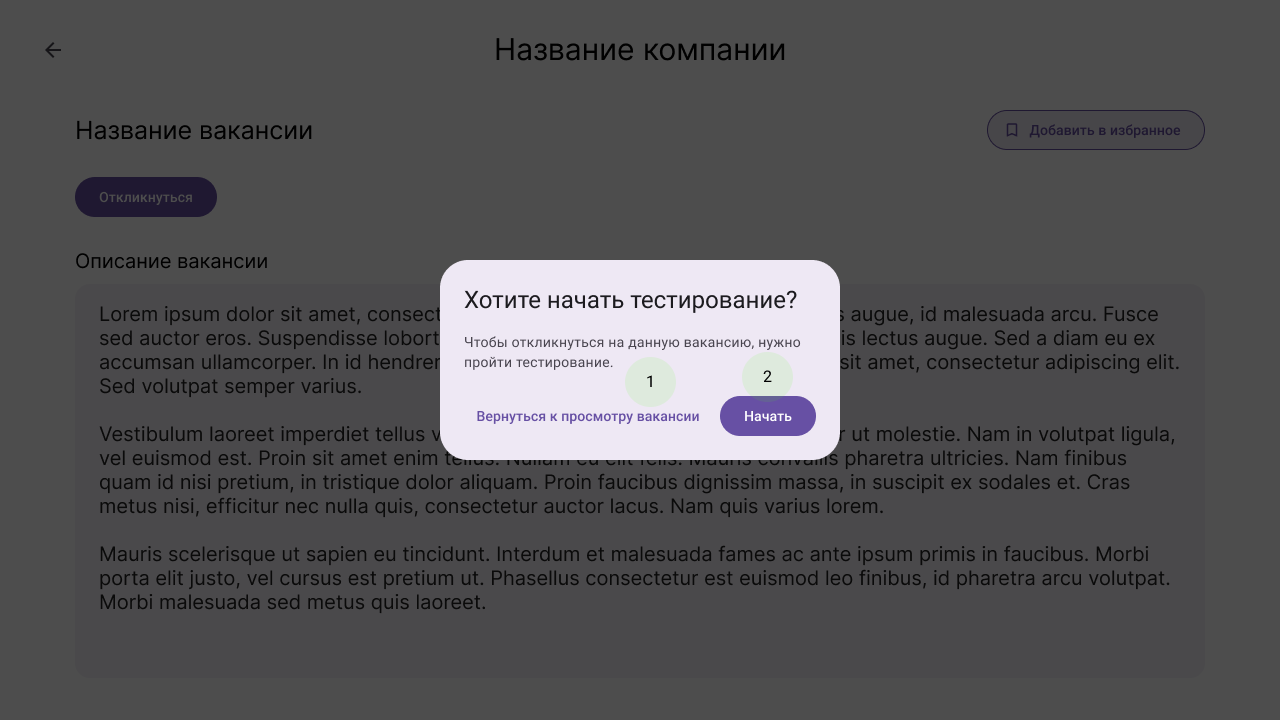 Название компании
Название вакансии
Добавить в избранное
Откликнуться
Описание вакансии
Хотите начать тестирование?
Чтобы откликнуться на данную вакансию, нужно
пройти тестирование.
1
2
Вернуться к просмотру вакансии
Начать
Lorem ipsum dolor sit amet, augue, id malesuada arcu. Fusce
sed auctor eros. Suspendisse lectus augue. Sed a diam eu ex
accumsan ullamcorper. In id sit amet, consectetur adipiscing elit.
Sed volutpat semper varius.
Vestibulum laoreet imperdiet tellus ut molestie. Nam in volutpat ligula,
vel euismod est. Proin sit amet enim tellus. Nullam eu elit felis. Mauris convallis pharetra ultricies. Nam finibus
quam id nisi pretium, in tristique dolor aliquam. Proin faucibus dignissim massa, in suscipit ex sodales et. Cras
metus nisi, efficitur nec nulla quis, consectetur auctor lacus. Nam quis varius lorem.
Mauris scelerisque ut sapien eu tincidunt. Interdum et malesuada fames ac ante ipsum primis in faucibus. Morbi
porta elit justo, vel cursus est pretium ut. Phasellus consectetur est euismod leo finibus, id pharetra arcu volutpat.
Morbi malesuada sed metus quis laoreet.